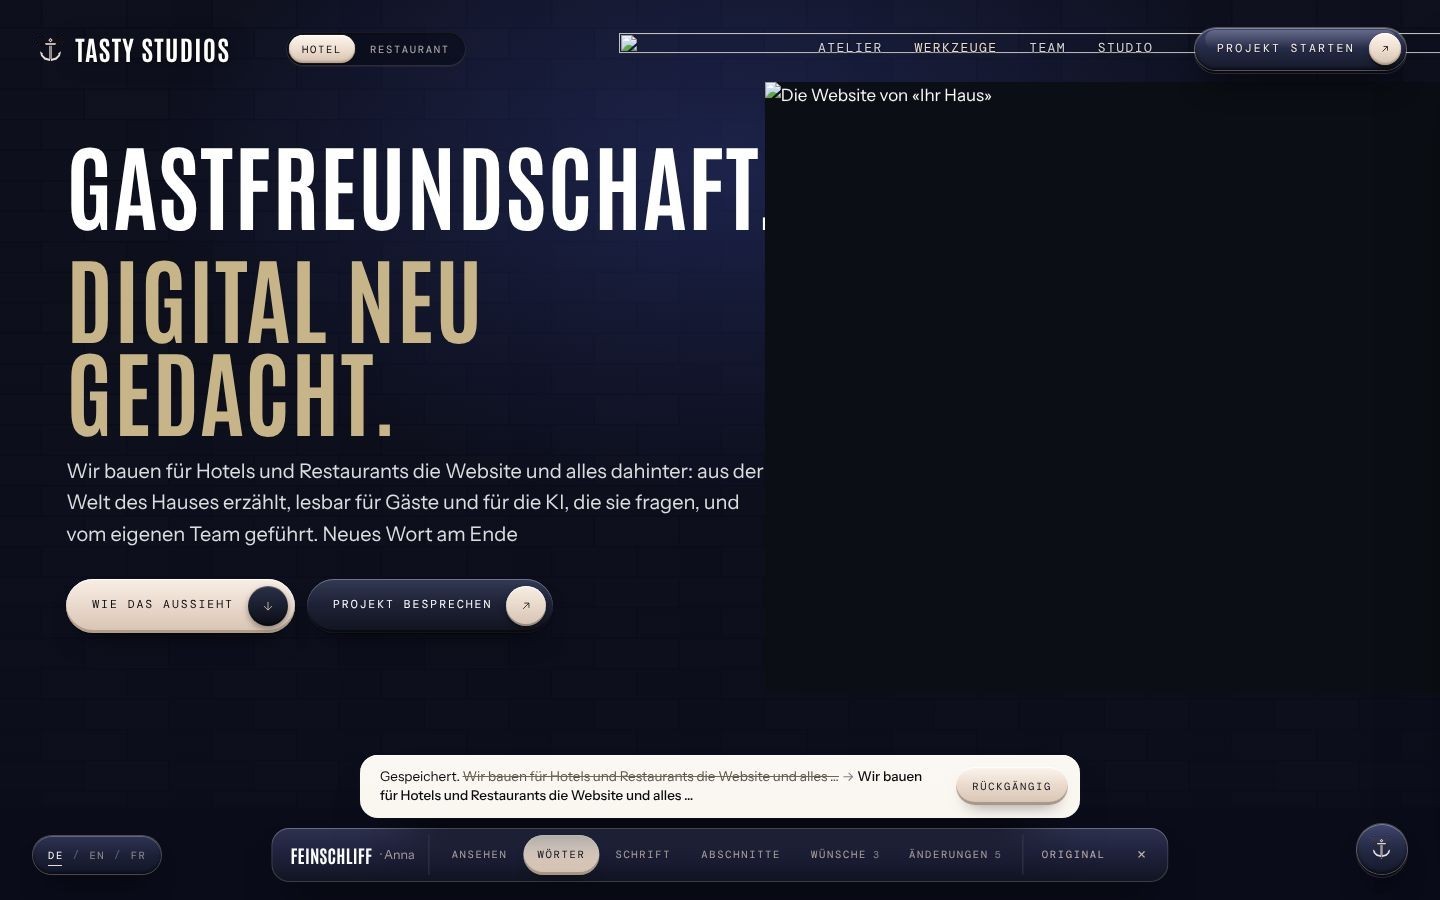 TASTY STUDIOS
HOTEL RESTAURANT
ATELIER WERKZEUGE TEAM STUDIO
PROJEKT STARTEN ↗
Die Website von «Ihr Haus»
GASTFREUNDSCHAFT.
DIGITAL NEU
GEDACHT.
Wir bauen für Hotels und Restaurants die Website und alles dahinter: aus der
Welt des Hauses erzählt, lesbar für Gäste und für die KI, die sie fragen, und
vom eigenen Team geführt. Neues Wort am Ende
WIE DAS AUSSIEHT ↓ PROJEKT BESPRECHEN ↗
Gespeichert. Wir bauen für Hotels und Restaurants die Website und alles … → Wir bauen
für Hotels und Restaurants die Website und alles …
RÜCKGÄNGIG
DE / EN / FR
FEINSCHLIFF · Anna ANSEHEN WÖRTER SCHRIFT ABSCHNITTE WÜNSCHE 3 ÄNDERUNGEN 5 ORIGINAL ×